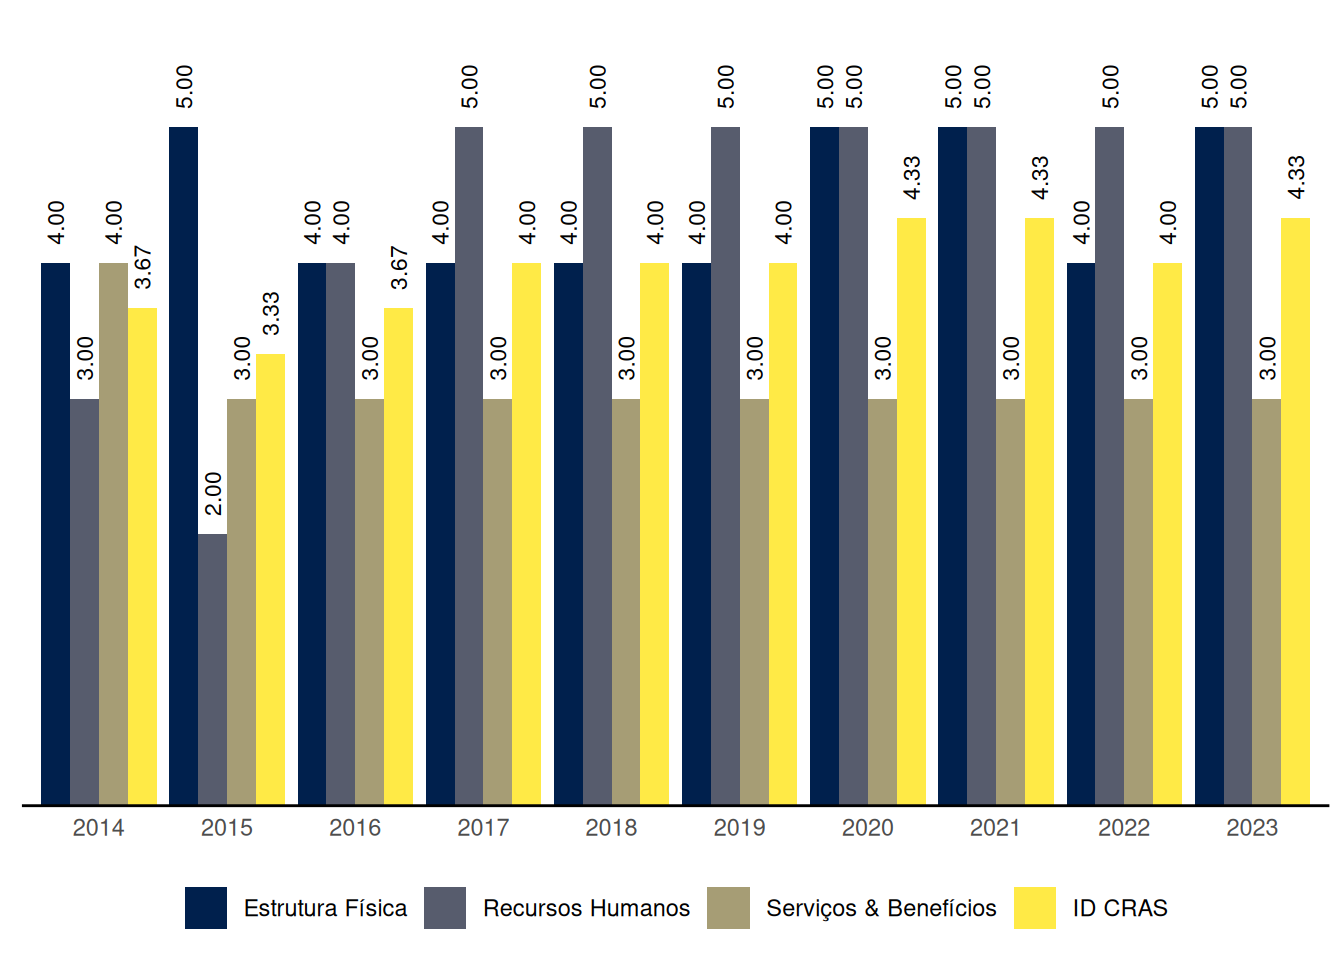 5.00 5.00 5.00 5.00 5.00 5.00 5.00 5.00 5.00 5.00 5.00
4.33 4.33 4.33
4.00 4.00 4.00 4.00 4.00 4.00 4.00 4.00 4.00 4.00 4.00 4.00
3.67 3.67
3.33
3.00 3.00 3.00 3.00 3.00 3.00 3.00 3.00 3.00 3.00
2.00
2014 2015 2016 2017 2018 2019 2020 2021 2022 2023
Estrutura Física Recursos Humanos Serviços & Benefícios ID CRAS